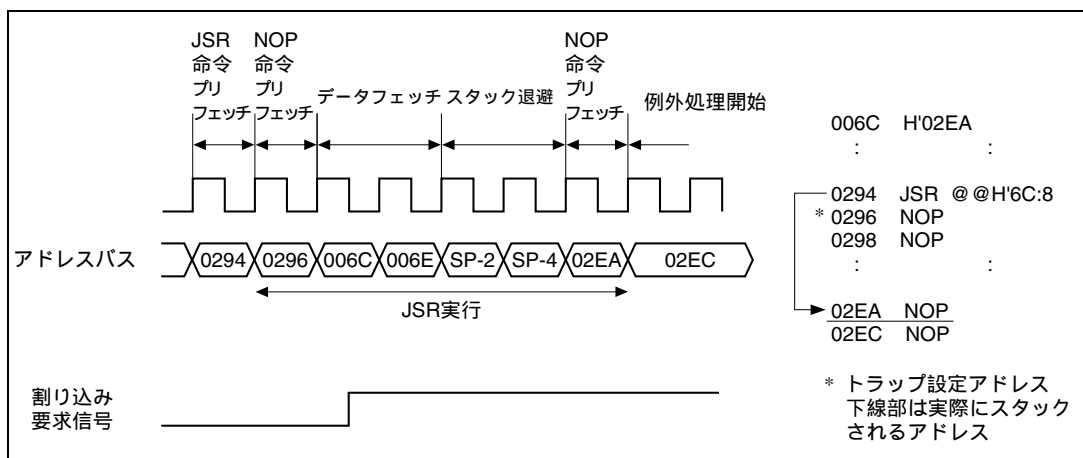 JSR
命令
プリ
フェッチ
NOP
命令
プリ
フェッチ
データフェッチ
スタック退避
NOP
命令
プリ
フェッチ
例外処理開始
アドレスバス
0294
0296
006C
006E
SP-2
SP-4
02EA
02EC
JSR実行
割り込み
要求信号
006C H'02EA
: :
0294 JSR @@H'6C:8
* 0296 NOP
0298 NOP
: :
02EA NOP
02EC NOP
* トラップ設定アドレス
下線部は実際にスタック
されるアドレス